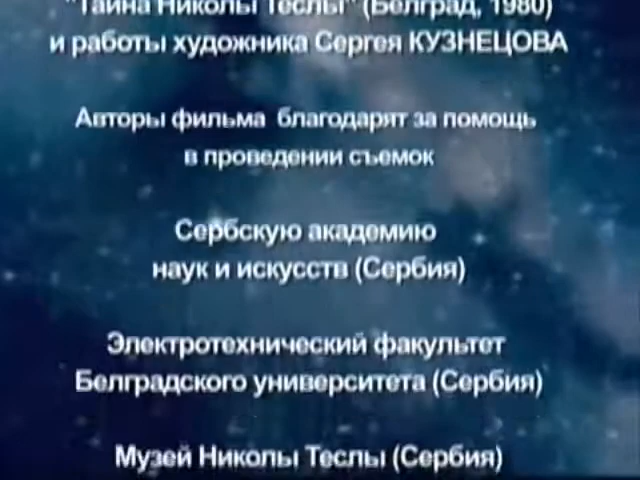 "Тайна Николы Теслы" (Белград, 1980)
и работы художника Сергея КУЗНЕЦОВА
Авторы фильма благодарят за помощь
в проведении съемок
Сербскую академию
наук и искусств (Сербия)
Электротехнический факультет
Белградского университета (Сербия)
Музей Николы Теслы (Сербия)